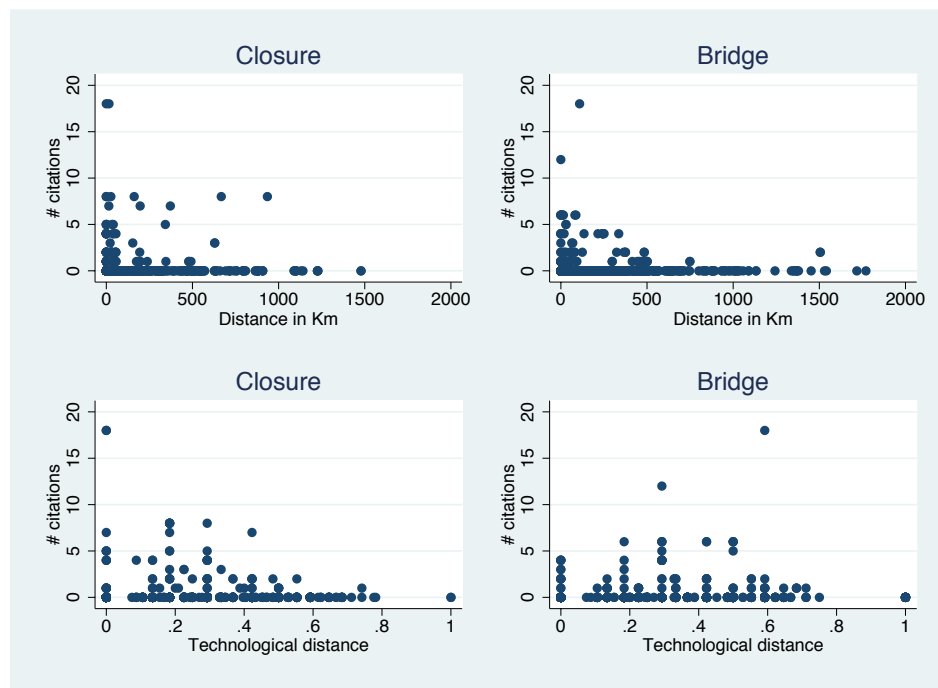 Closure
# citations
20
15
10
5
0
0 500 1000 1500 2000
Distance in Km
Bridge
# citations
20
15
10
5
0
0 500 1000 1500 2000
Distance in Km
Closure
# citations
20
15
10
5
0
0 .2 .4 .6 .8 1
Technological distance
Bridge
# citations
20
15
10
5
0
0 .2 .4 .6 .8 1
Technological distance